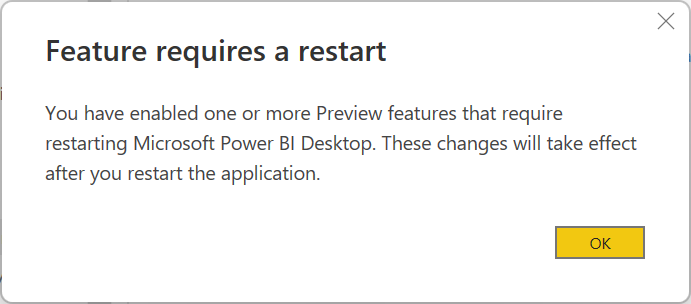 Feature requires a restart
You have enabled one or more Preview features that require
restarting Microsoft Power BI Desktop. These changes will take effect
after you restart the application.
OK